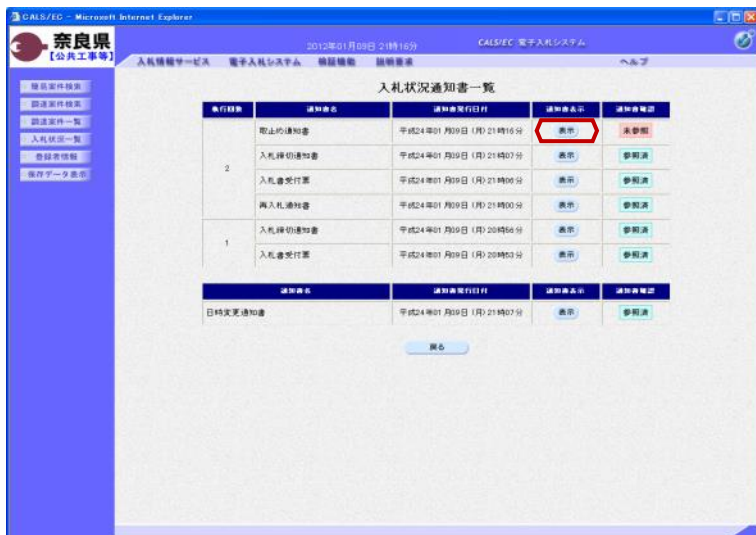 CALS/EC - Microsoft Internet Explorer
奈良県
【公共工事等】
2012年01月09日 21時16分
CALS/EC 電子入札システム
入札情報サービス 電子入札システム 検証機能 説明要求 ヘルプ
簡易案件検索
調達案件検索
調達案件一覧
入札状況一覧
登録者情報
保存データ表示
入札状況通知書一覧
執行回数 通知書名 通知書発行日付 通知書表示 通知書確認
2
取止め通知書 平成24年01月09日 (月) 21時16分 表示 未参照
入札締切通知書 平成24年01月09日 (月) 21時07分 表示 参照済
入札書受付票 平成24年01月09日 (月) 21時06分 表示 参照済
再入札通知書 平成24年01月09日 (月) 21時00分 表示 参照済
1
入札締切通知書 平成24年01月09日 (月) 20時56分 表示 参照済
入札書受付票 平成24年01月09日 (月) 20時53分 表示 参照済
通知書名 通知書発行日付 通知書表示 通知書確認
日時変更通知書 平成24年01月09日 (月) 21時07分 表示 参照済
戻る